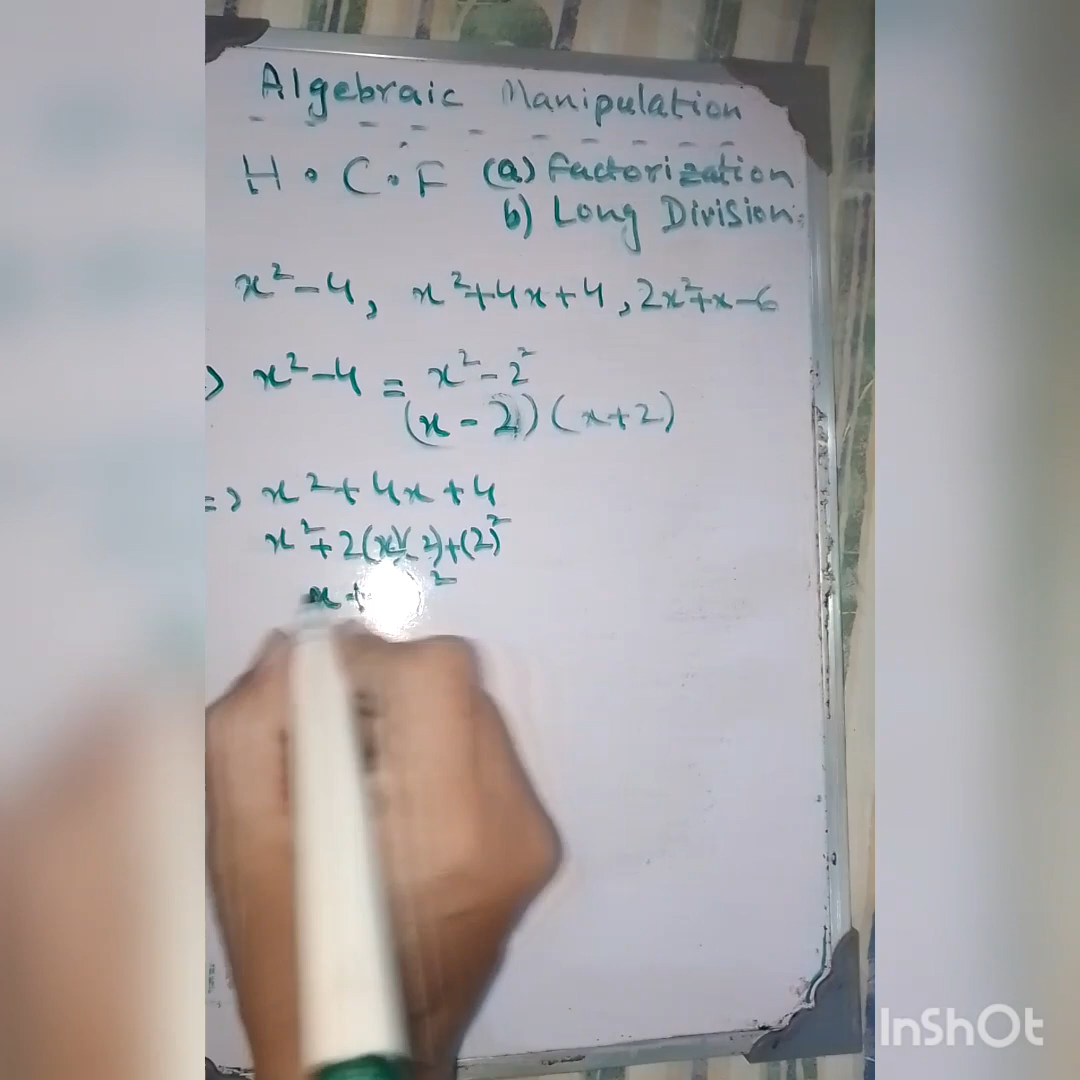 Algebraic Manipulation
H.C.F (a) Factorization
b) Long Division
x²-4, x²+4x+4, 2x²+x-6
⇒ x²-4 = x²-2²
(x-2)(x+2)
=> x²+4x+4
x²+2(x)(2)+(2)²
x + ²
InShOt